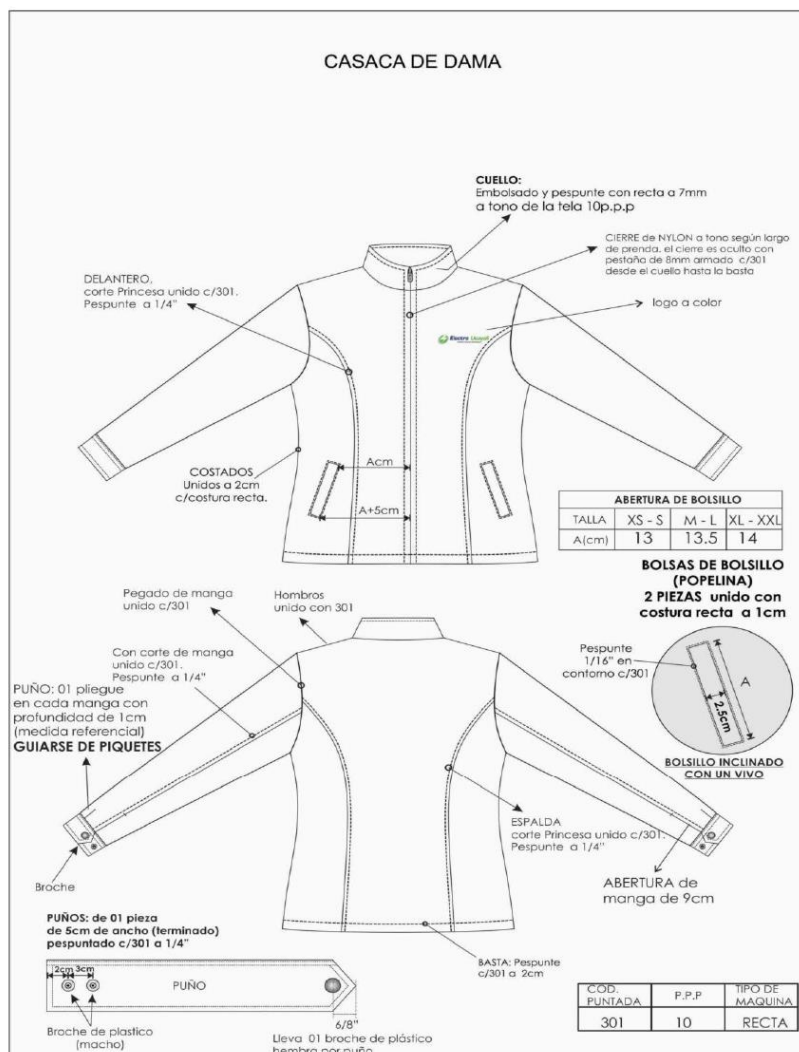 CASACA DE DAMA
CUELLO:
Embolsado y pespunte con recta a 7mm
a tono de la tela 10p.p.p
CIERRE de NYLON a tono según largo
de prenda, el cierre es oculto con
pestaña de 8mm armado c/301
desde el cuello hasta la basta
DELANTERO,
corte Princesa unido c/301.
Pespunte a 1/4"
logo a color
Electro Ucayali
Acm
COSTADOS
Unidos a 2cm
c/costura recta.
A+5cm
ABERTURA DE BOLSILLO
TALLA XS - S M - L XL - XXL
A(cm) 13 13.5 14
BOLSAS DE BOLSILLO
(POPELINA)
2 PIEZAS unido con
costura recta a 1cm
Pegado de manga
unido c/301
Hombros
unido con 301
Con corte de manga
unido c/301.
Pespunte a 1/4"
Pespunte
1/16" en
contorno c/301
A
2.5cm
BOLSILLO INCLINADO
CON UN VIVO
PUÑO: 01 pliegue
en cada manga con
profundidad de 1cm
(medida referencial)
GUIARSE DE PIQUETES
ESPALDA
corte Princesa unido c/301.
Pespunte a 1/4"
Broche
ABERTURA de
manga de 9cm
PUÑOS: de 01 pieza
de 5cm de ancho (terminado)
pespuntado c/301 a 1/4"
BASTA: Pespunte
c/301 a 2cm
2cm 3cm
PUÑO
Broche de plastico
(macho)
6/8"
Lleva 01 broche de plástico
hembra por puño
COD. PUNTADA P.P.P TIPO DE MAQUINA
301 10 RECTA